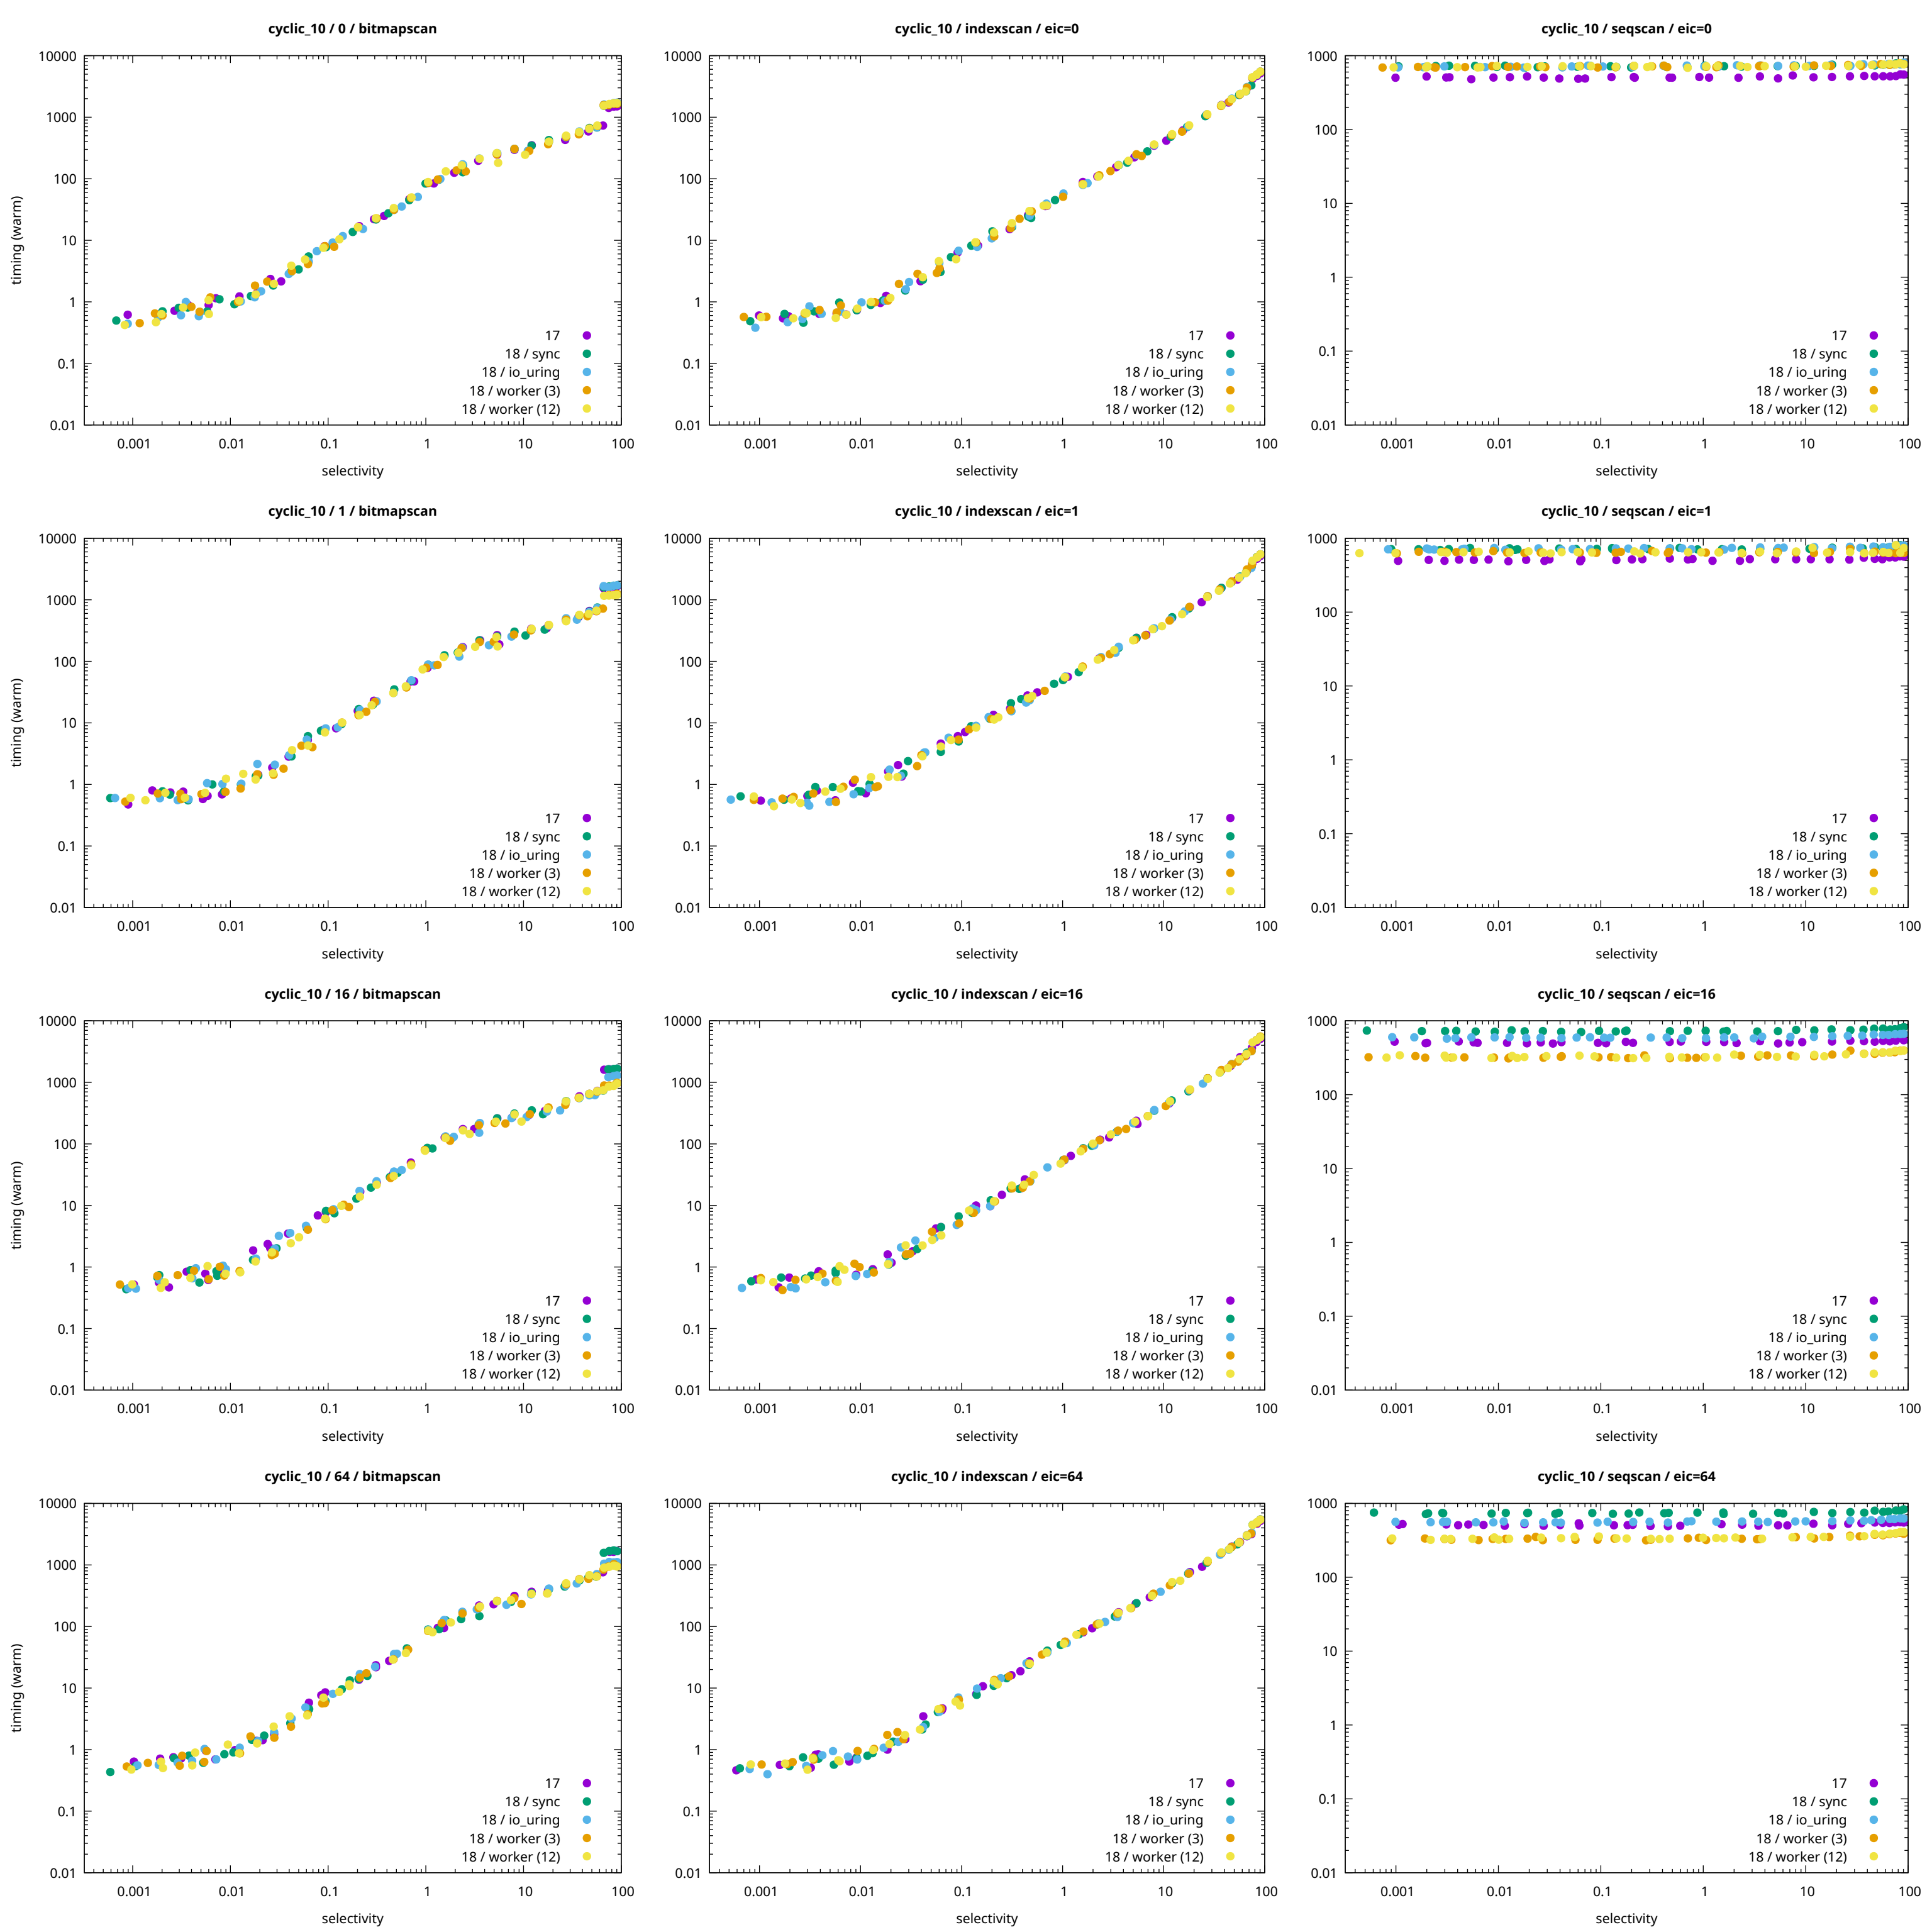 cyclic_10 / 0 / bitmapscan
10000
1000
100
10
1
0.1
0.01
timing (warm)
17
18 / sync
18 / io_uring
18 / worker (3)
18 / worker (12)
0.001 0.01 0.1 1 10 100
selectivity
cyclic_10 / indexscan / eic=0
10000
1000
100
10
1
0.1
0.01
17
18 / sync
18 / io_uring
18 / worker (3)
18 / worker (12)
0.001 0.01 0.1 1 10 100
selectivity
cyclic_10 / seqscan / eic=0
1000
100
10
1
0.1
0.01
17
18 / sync
18 / io_uring
18 / worker (3)
18 / worker (12)
0.001 0.01 0.1 1 10 100
selectivity
cyclic_10 / 1 / bitmapscan
10000
1000
100
10
1
0.1
0.01
timing (warm)
17
18 / sync
18 / io_uring
18 / worker (3)
18 / worker (12)
0.001 0.01 0.1 1 10 100
selectivity
cyclic_10 / indexscan / eic=1
10000
1000
100
10
1
0.1
0.01
17
18 / sync
18 / io_uring
18 / worker (3)
18 / worker (12)
0.001 0.01 0.1 1 10 100
selectivity
cyclic_10 / seqscan / eic=1
1000
100
10
1
0.1
0.01
17
18 / sync
18 / io_uring
18 / worker (3)
18 / worker (12)
0.001 0.01 0.1 1 10 100
selectivity
cyclic_10 / 16 / bitmapscan
10000
1000
100
10
1
0.1
0.01
timing (warm)
17
18 / sync
18 / io_uring
18 / worker (3)
18 / worker (12)
0.001 0.01 0.1 1 10 100
selectivity
cyclic_10 / indexscan / eic=16
10000
1000
100
10
1
0.1
0.01
17
18 / sync
18 / io_uring
18 / worker (3)
18 / worker (12)
0.001 0.01 0.1 1 10 100
selectivity
cyclic_10 / seqscan / eic=16
1000
100
10
1
0.1
0.01
17
18 / sync
18 / io_uring
18 / worker (3)
18 / worker (12)
0.001 0.01 0.1 1 10 100
selectivity
cyclic_10 / 64 / bitmapscan
10000
1000
100
10
1
0.1
0.01
timing (warm)
17
18 / sync
18 / io_uring
18 / worker (3)
18 / worker (12)
0.001 0.01 0.1 1 10 100
selectivity
cyclic_10 / indexscan / eic=64
10000
1000
100
10
1
0.1
0.01
17
18 / sync
18 / io_uring
18 / worker (3)
18 / worker (12)
0.001 0.01 0.1 1 10 100
selectivity
cyclic_10 / seqscan / eic=64
1000
100
10
1
0.1
0.01
17
18 / sync
18 / io_uring
18 / worker (3)
18 / worker (12)
0.001 0.01 0.1 1 10 100
selectivity